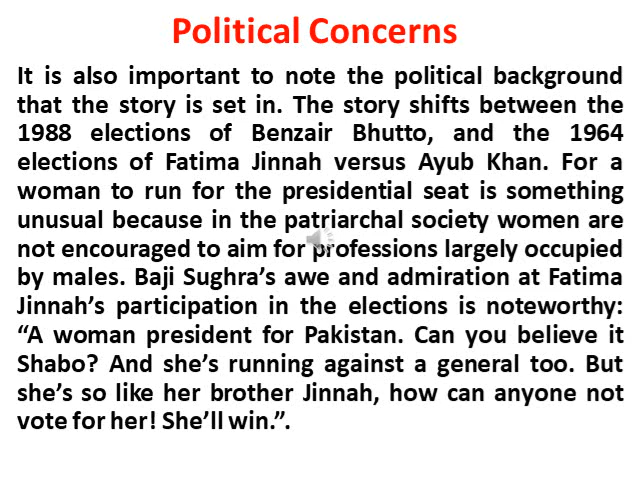 Political Concerns
It is also important to note the political background
that the story is set in. The story shifts between the
1988 elections of Benzair Bhutto, and the 1964
elections of Fatima Jinnah versus Ayub Khan. For a
woman to run for the presidential seat is something
unusual because in the patriarchal society women are
not encouraged to aim for professions largely occupied
by males. Baji Sughra’s awe and admiration at Fatima
Jinnah’s participation in the elections is noteworthy:
“A woman president for Pakistan. Can you believe it
Shabo? And she’s running against a general too. But
she’s so like her brother Jinnah, how can anyone not
vote for her! She’ll win.”.